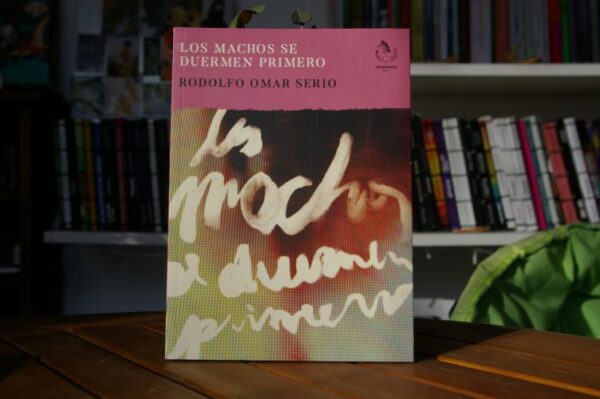 LOS MACHOS SE
DUERMEN PRIMERO
RODOLFO OMAR SERIO
los
machos
se duermen
primero